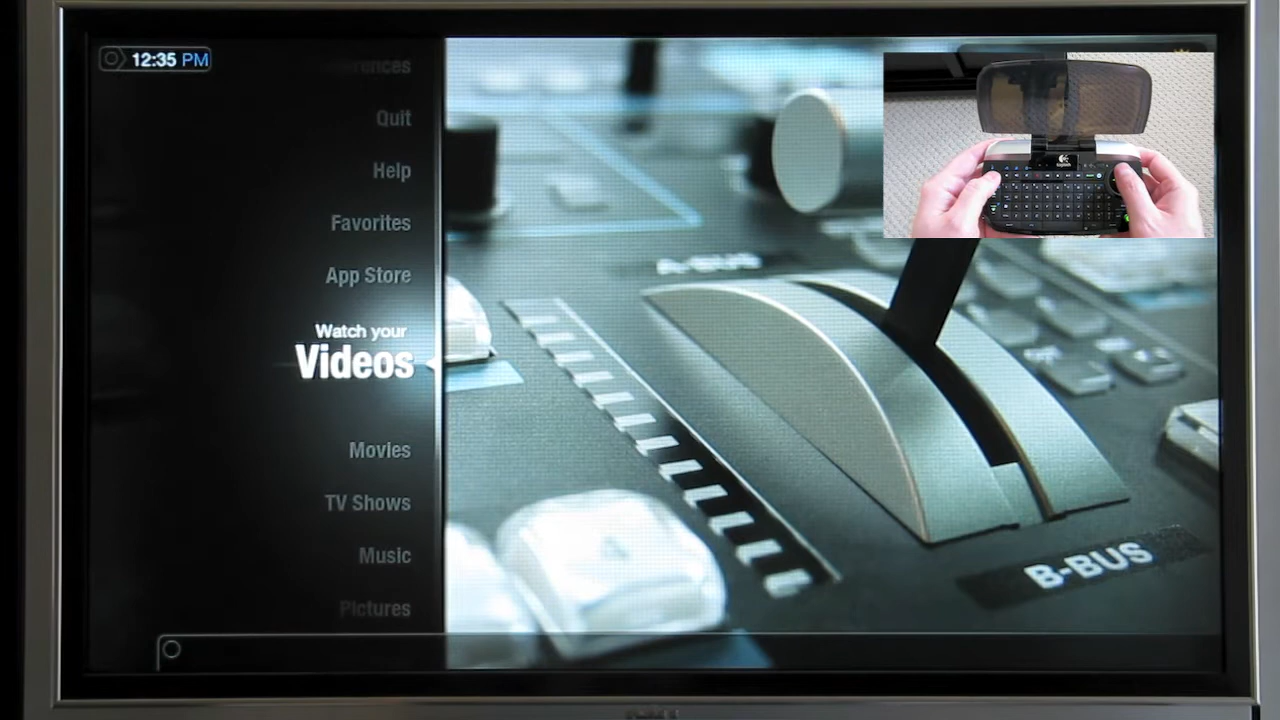 12:35 PM
Quit
Help
Favorites
App Store
Watch your
Videos
Movies
TV Shows
Music
Pictures
A-BUS
B-BUS